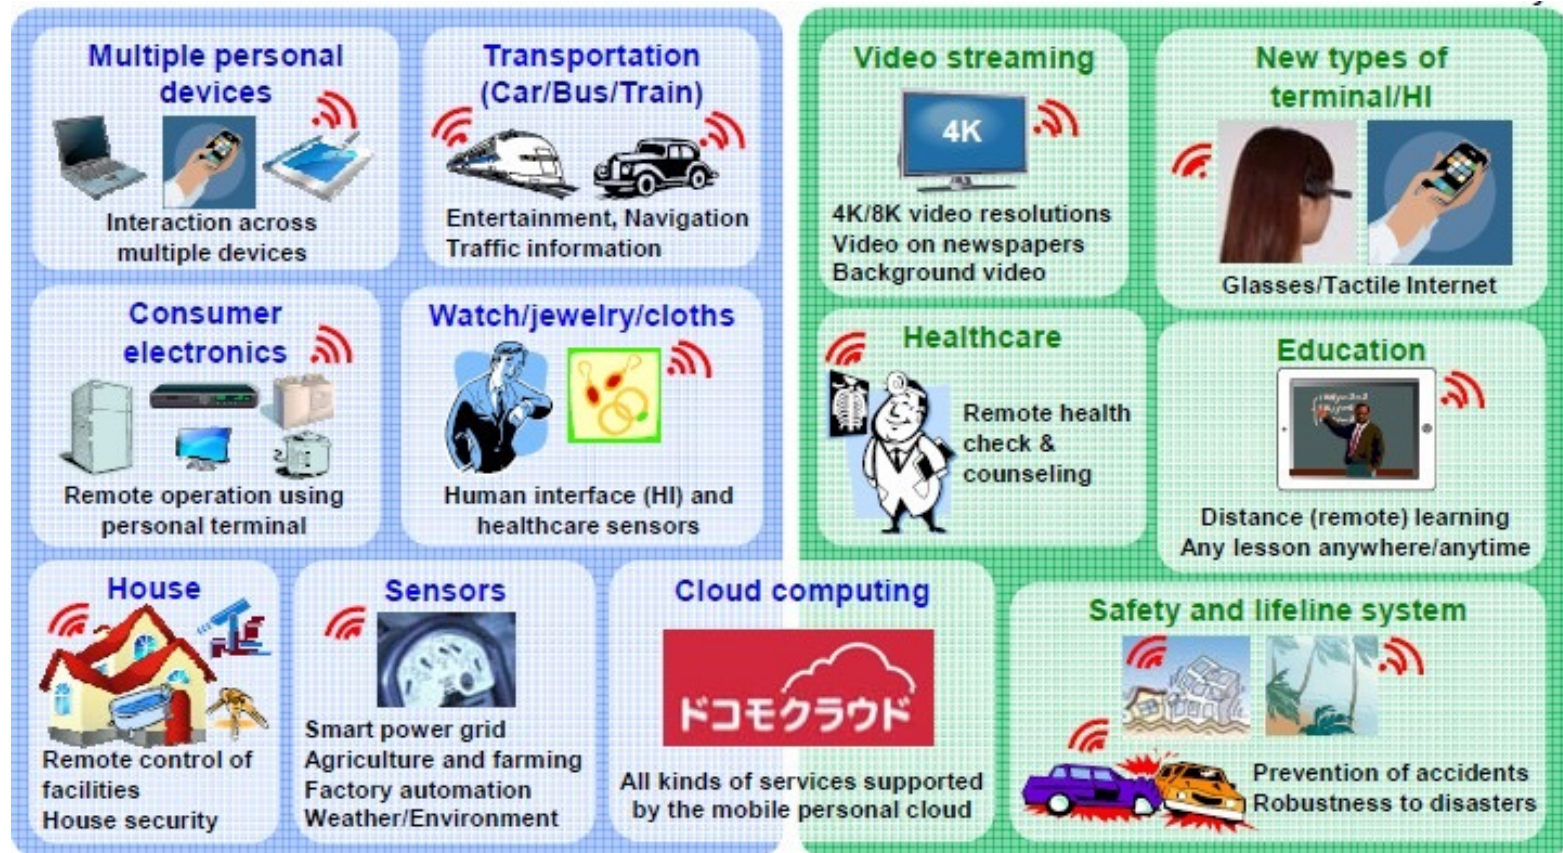 Multiple personal
devices
Interaction across
multiple devices
Transportation
(Car/Bus/Train)
Entertainment, Navigation
Traffic information
Consumer
electronics
Remote operation using
personal terminal
Watch/jewelry/cloths
Human interface (HI) and
healthcare sensors
House
Remote control of
facilities
House security
Sensors
Smart power grid
Agriculture and farming
Factory automation
Weather/Environment
Cloud computing
ドコモクラウド
All kinds of services supported
by the mobile personal cloud
Video streaming
4K
4K/8K video resolutions
Video on newspapers
Background video
New types of
terminal/HI
Glasses/Tactile Internet
Healthcare
Remote health
check &
counseling
Education
Distance (remote) learning
Any lesson anywhere/anytime
Safety and lifeline system
Prevention of accidents
Robustness to disasters